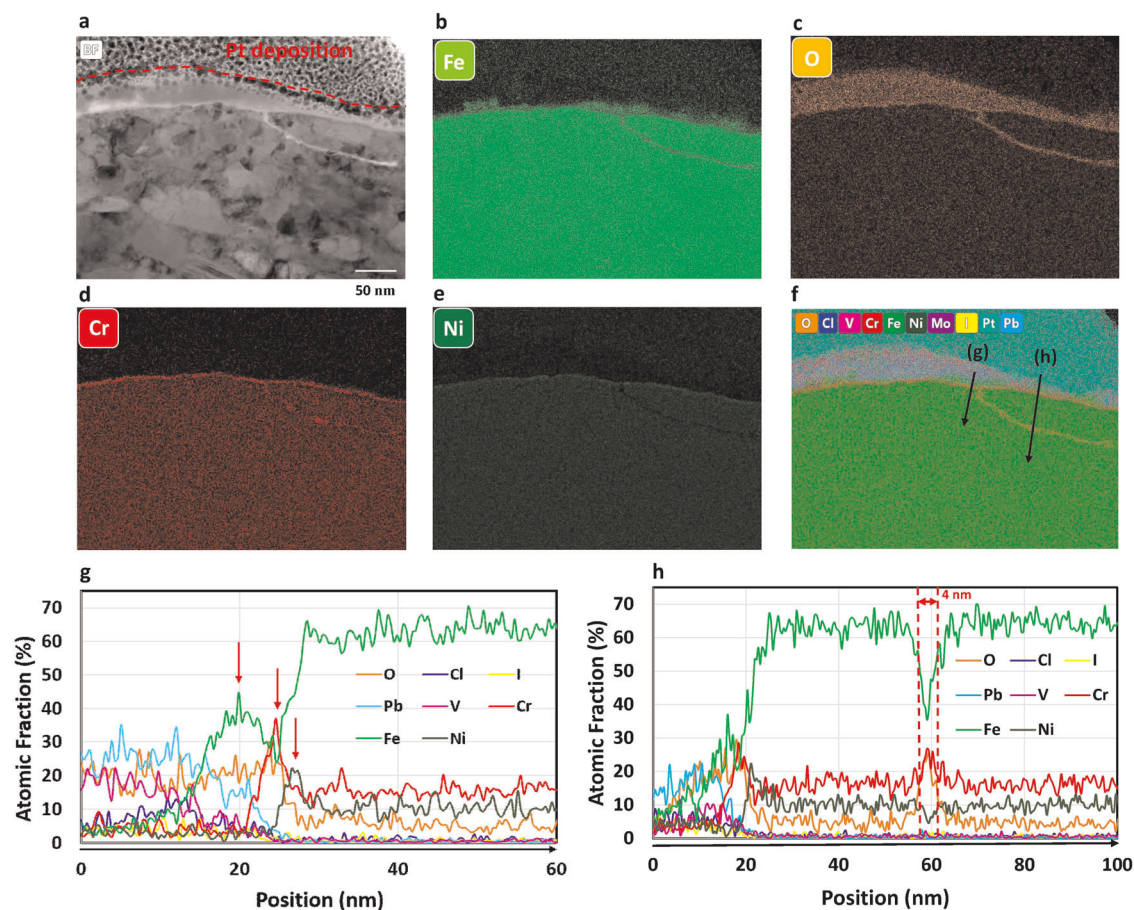 a
BF
Pt deposition
50 nm
b
Fe
c
O
d
Cr
e
Ni
f
O Cl V Cr Fe Ni Mo I Pt Pb
(g)
(h)
g
70
60
50
40
30
20
10
0
Atomic Fraction (%)
O Cl I
Pb V Cr
Fe Ni
0 20 40 60
Position (nm)
h
4 nm
70
60
50
40
30
20
10
0
Atomic Fraction (%)
O Cl I
Pb V Cr
Fe Ni
0 20 40 60 80 100
Position (nm)